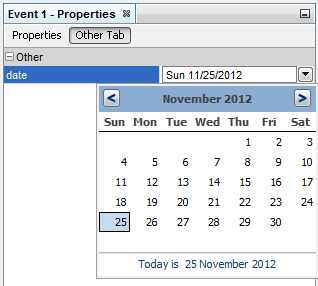 Event 1 - Properties
Properties Other Tab
Other
date Sun 11/25/2012
< November 2012 >
Sun Mon Tue Wed Thu Fri Sat
1 2 3
4 5 6 7 8 9 10
11 12 13 14 15 16 17
18 19 20 21 22 23 24
25 26 27 28 29 30
Today is 25 November 2012